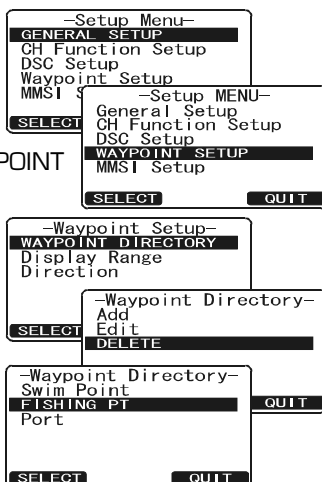 -Setup Menu-
GENERAL SETUP
CH Function Setup
DSC Setup
Waypoint Setup
MMSI S
SELECT
-Setup MENU-
General Setup
CH Function Setup
DSC Setup
WAYPOINT SETUP
MMSI Setup
SELECT QUIT
POINT
-Waypoint Setup-
WAYPOINT DIRECTORY
Display Range
Direction
SELECT
-Waypoint Directory-
Add
Edit
DELETE
QUIT
-Waypoint Directory-
Swim Point
FISHING PT
Port
SELECT QUIT